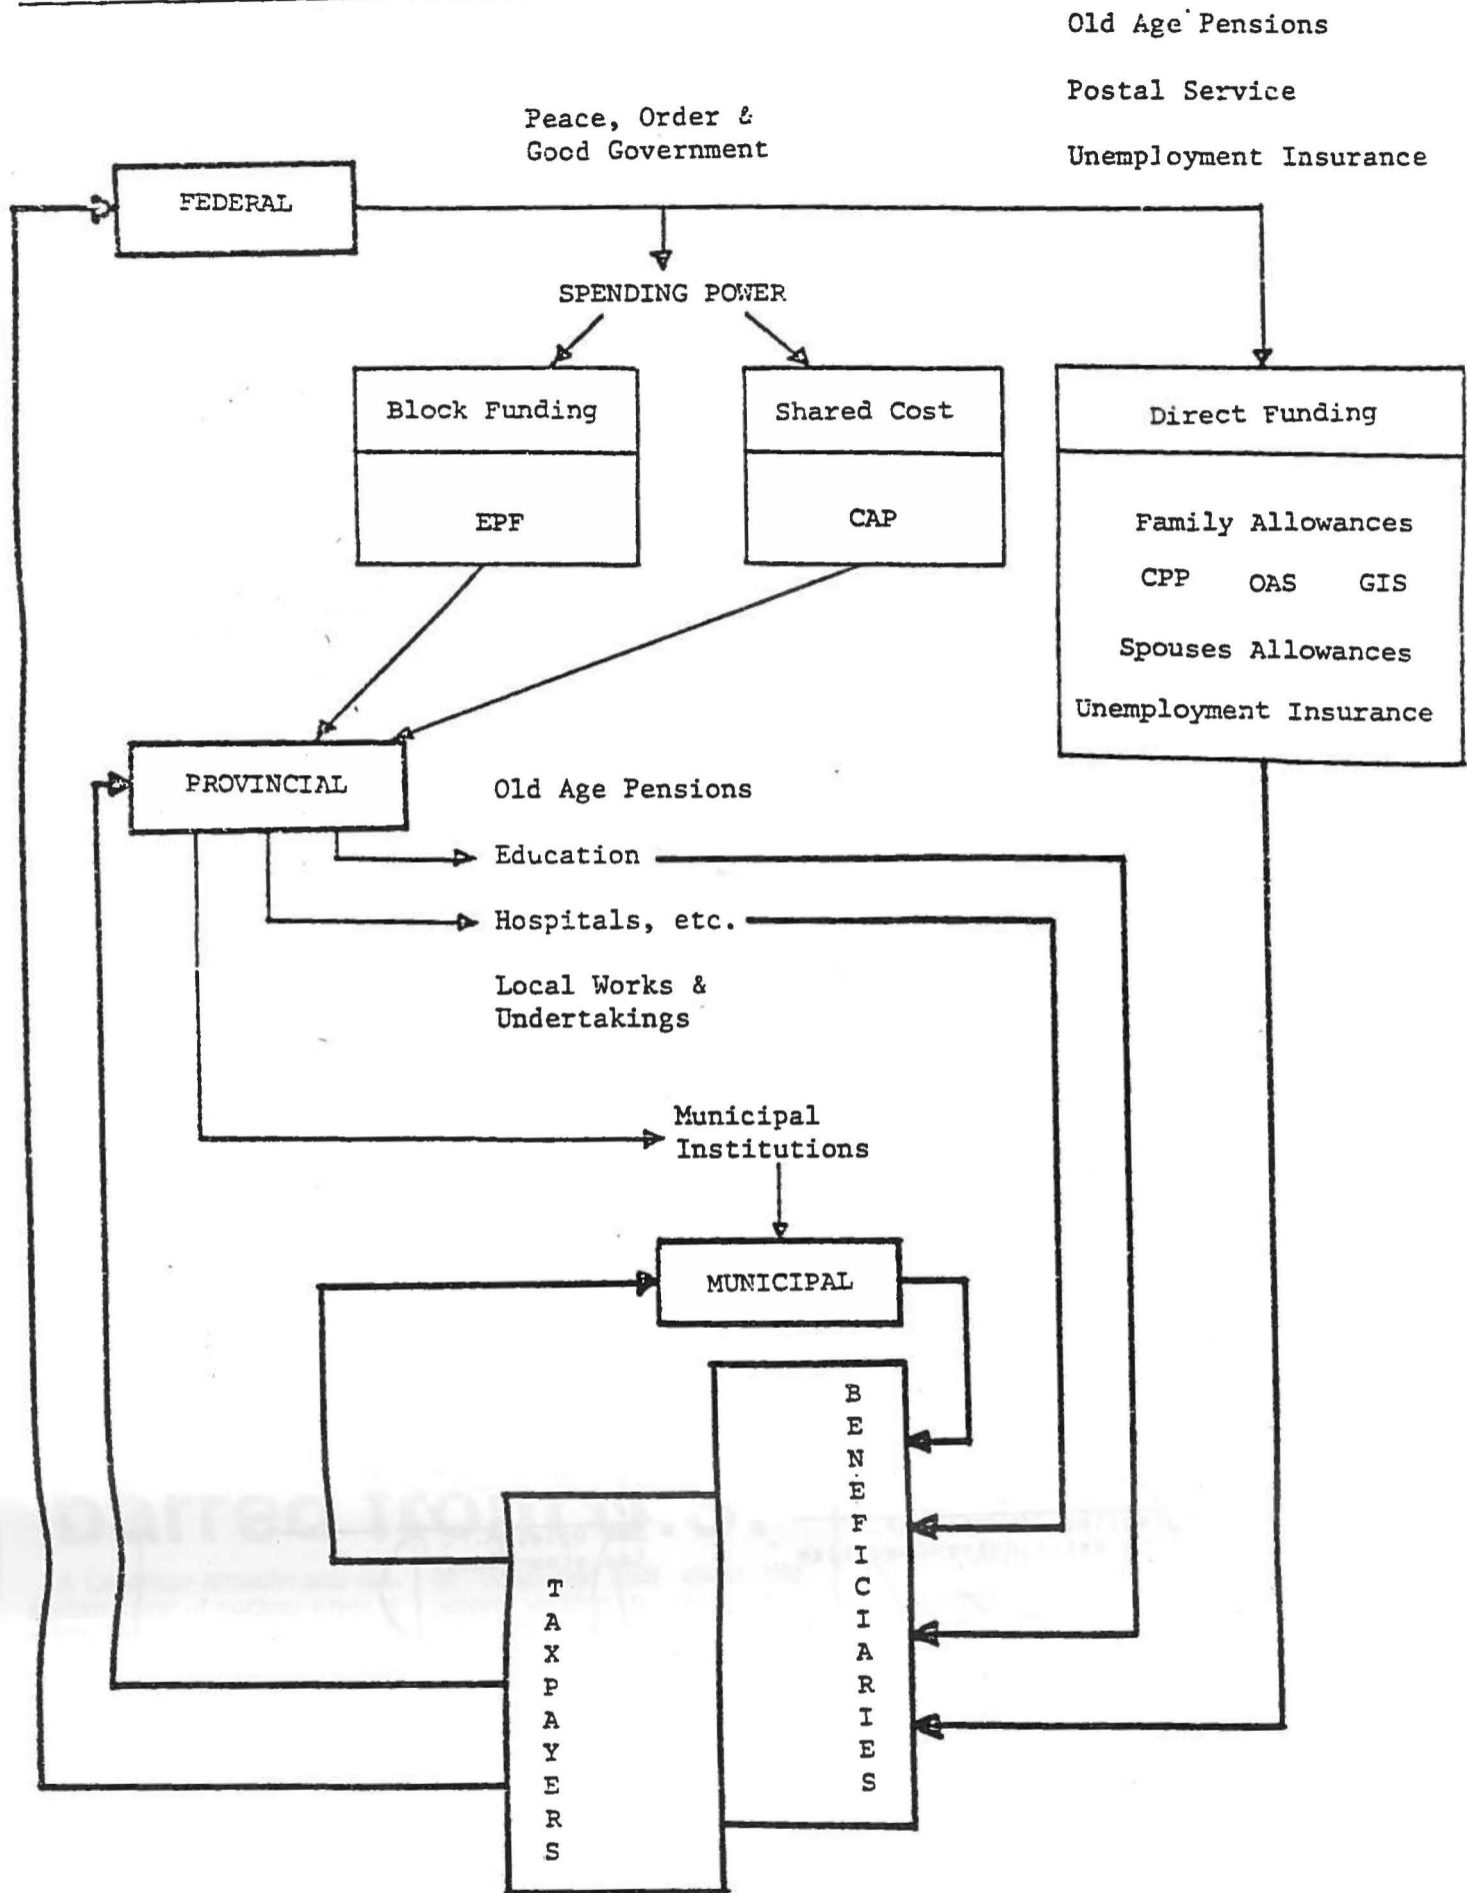 Old Age Pensions
Postal Service
Unemployment Insurance
Peace, Order &
Good Government
FEDERAL
SPENDING POWER
Block Funding
EPF
Shared Cost
CAP
Direct Funding
Family Allowances
CPP OAS GIS
Spouses Allowances
Unemployment Insurance
PROVINCIAL
Old Age Pensions
Education
Hospitals, etc.
Local Works &
Undertakings
Municipal
Institutions
MUNICIPAL
BENEFICIARIES
TAXPAYERS